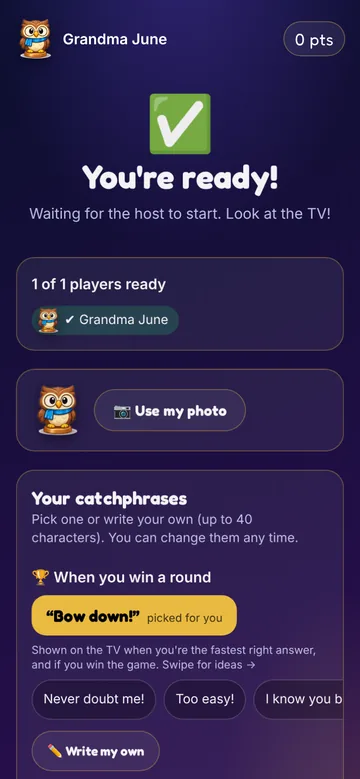 Grandma June
0 pts
You're ready!
Waiting for the host to start. Look at the TV!
1 of 1 players ready
✔ Grandma June
📷 Use my photo
Your catchphrases
Pick one or write your own (up to 40
characters). You can change them any time.
🏆 When you win a round
“Bow down!” picked for you
Shown on the TV when you're the fastest right answer,
and if you win the game. Swipe for ideas →
Never doubt me!
Too easy!
I know you b
✏️ Write my own